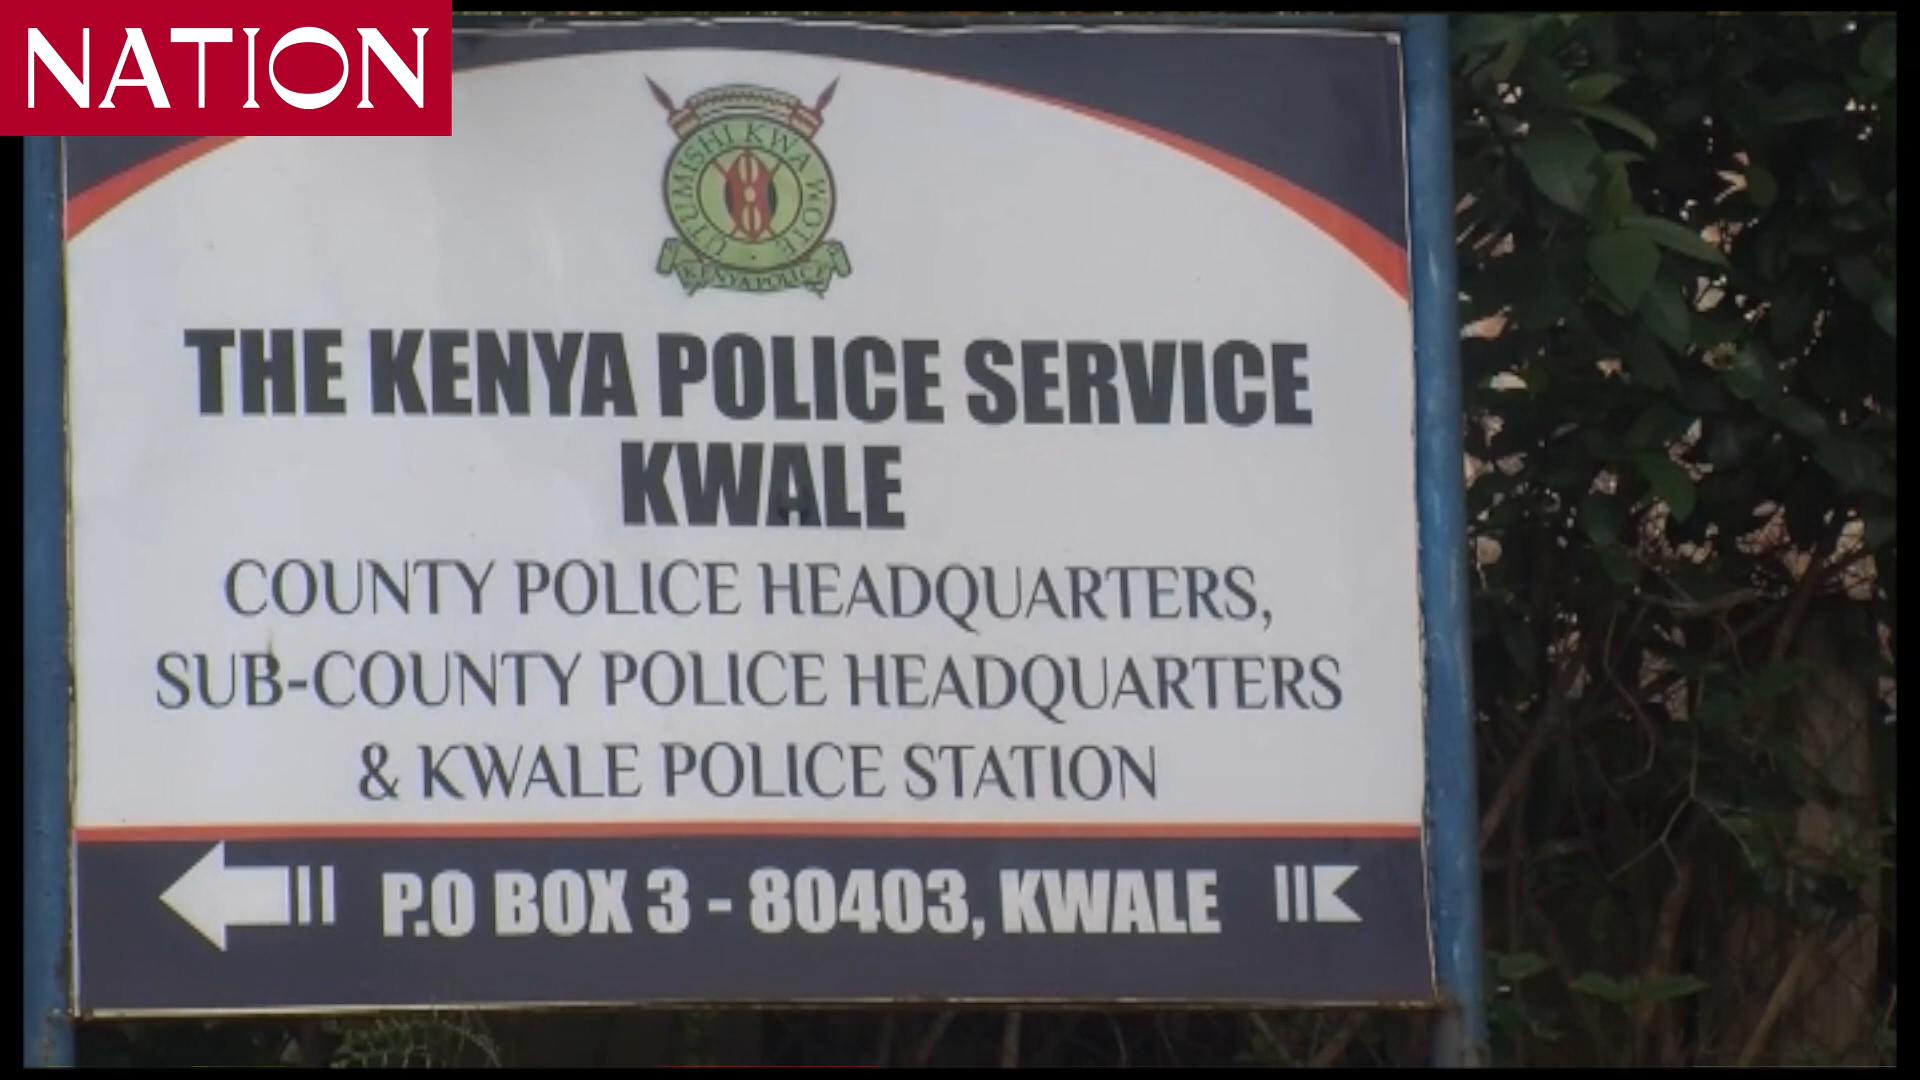 NATION
UTUMISHI KWA WOTE
KENYA POLICE
THE KENYA POLICE SERVICE
KWALE
COUNTY POLICE HEADQUARTERS,
SUB-COUNTY POLICE HEADQUARTERS
& KWALE POLICE STATION
P.O BOX 3 - 80403, KWALE